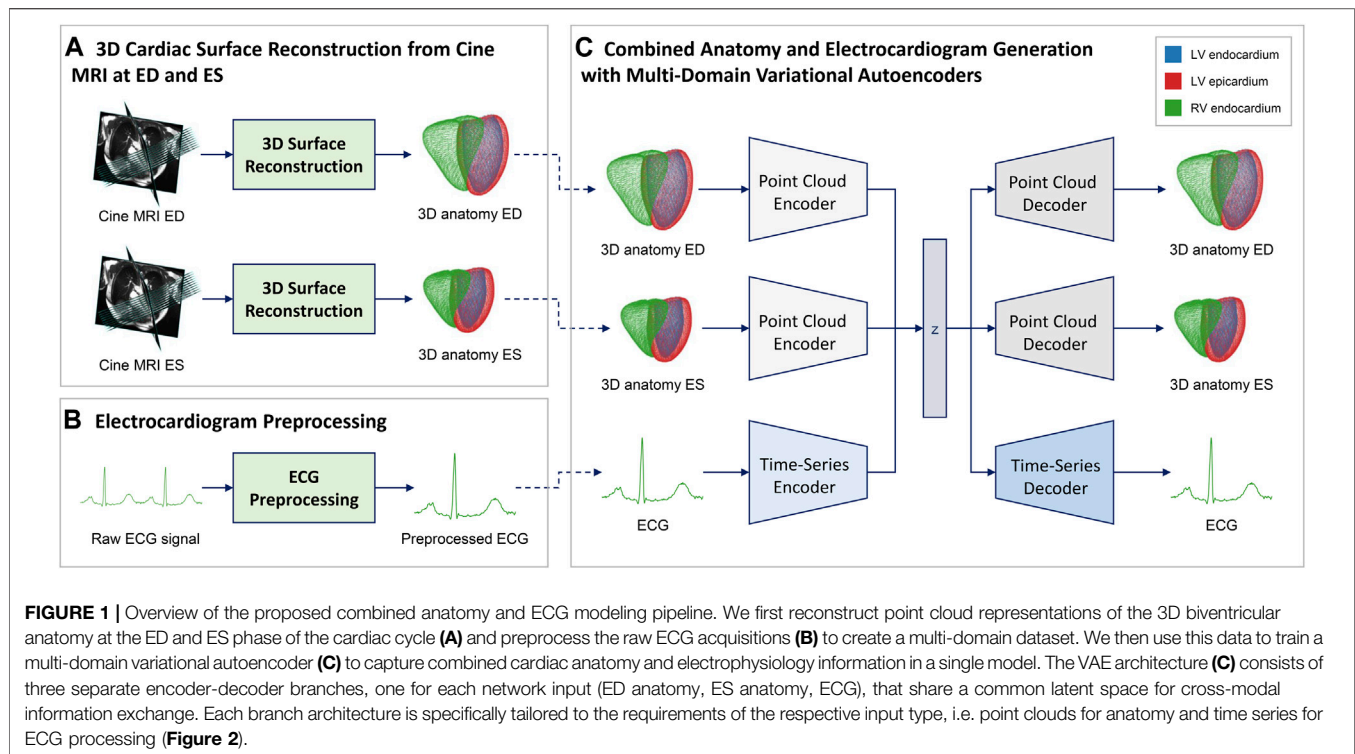 A 3D Cardiac Surface Reconstruction from Cine
MRI at ED and ES
Cine MRI ED
3D Surface
Reconstruction
3D anatomy ED
Cine MRI ES
3D Surface
Reconstruction
3D anatomy ES
B Electrocardiogram Preprocessing
Raw ECG signal
ECG
Preprocessing
Preprocessed ECG
C Combined Anatomy and Electrocardiogram Generation
with Multi-Domain Variational Autoencoders
LV endocardium
LV epicardium
RV endocardium
3D anatomy ED
Point Cloud
Encoder
Point Cloud
Decoder
3D anatomy ED
3D anatomy ES
Point Cloud
Encoder
z
Point Cloud
Decoder
3D anatomy ES
ECG
Time-Series
Encoder
Time-Series
Decoder
ECG
FIGURE 1 | Overview of the proposed combined anatomy and ECG modeling pipeline. We first reconstruct point cloud representations of the 3D biventricular
anatomy at the ED and ES phase of the cardiac cycle (A) and preprocess the raw ECG acquisitions (B) to create a multi-domain dataset. We then use this data to train a
multi-domain variational autoencoder (C) to capture combined cardiac anatomy and electrophysiology information in a single model. The VAE architecture (C) consists of
three separate encoder-decoder branches, one for each network input (ED anatomy, ES anatomy, ECG), that share a common latent space for cross-modal
information exchange. Each branch architecture is specifically tailored to the requirements of the respective input type, i.e. point clouds for anatomy and time series for
ECG processing (Figure 2).